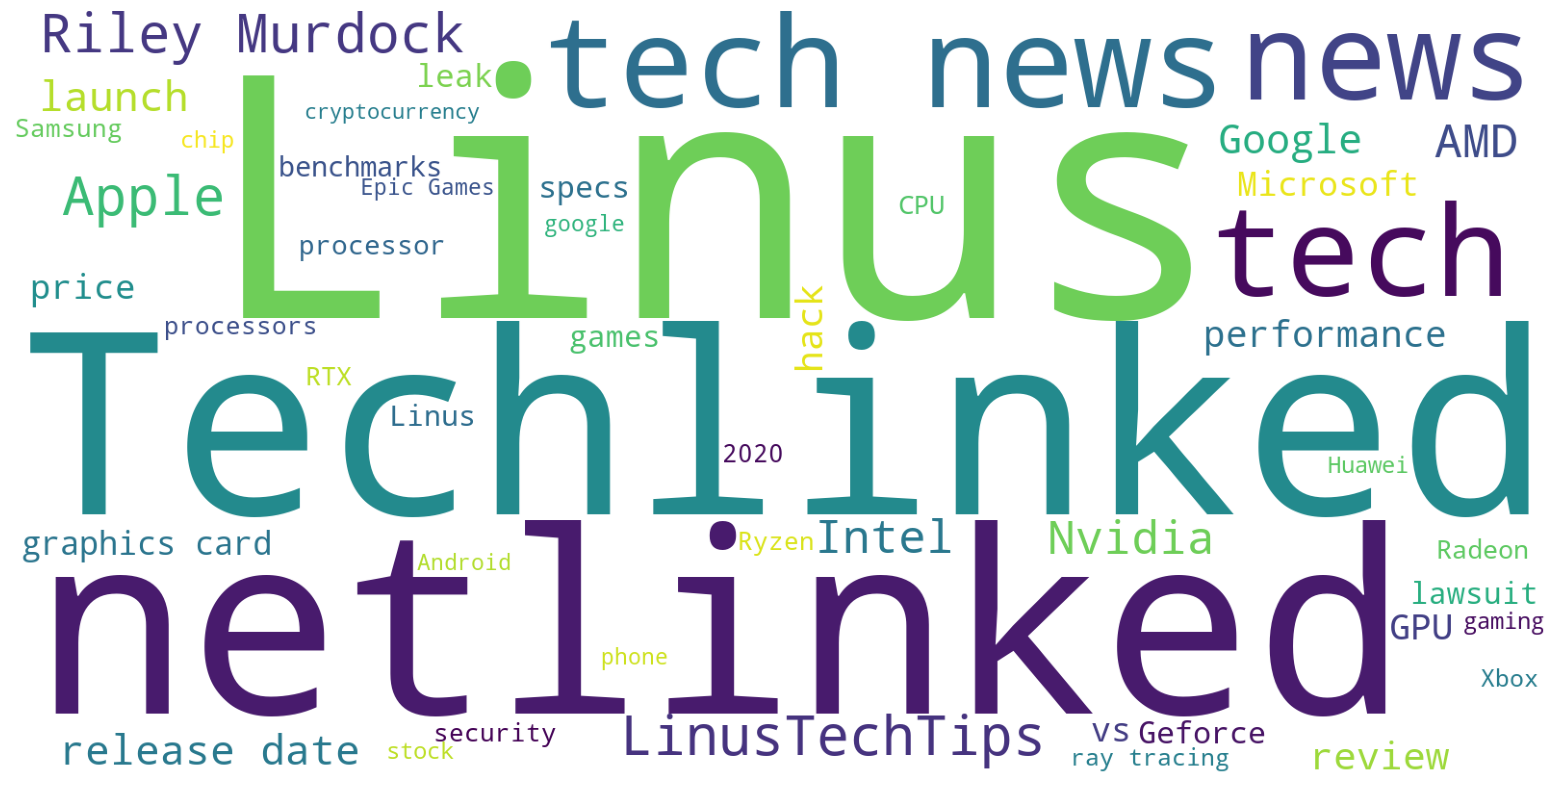 Riley Murdock
tech news
news
leak
launch
cryptocurrency
Samsung
chip
Linus
Google
AMD
benchmarks
Epic Games
specs
Microsoft
Apple
CPU
google
tech
processor
price
hack
processors
games
performance
Techlinked
RTX
Linus
2020
Huawei
graphics card
Android
Ryzen
Intel
Nvidia
Radeon
lawsuit
netlinked
GPU
gaming
phone
Xbox
release date
stock
security
LinusTechTips
vs
Geforce
ray tracing
review